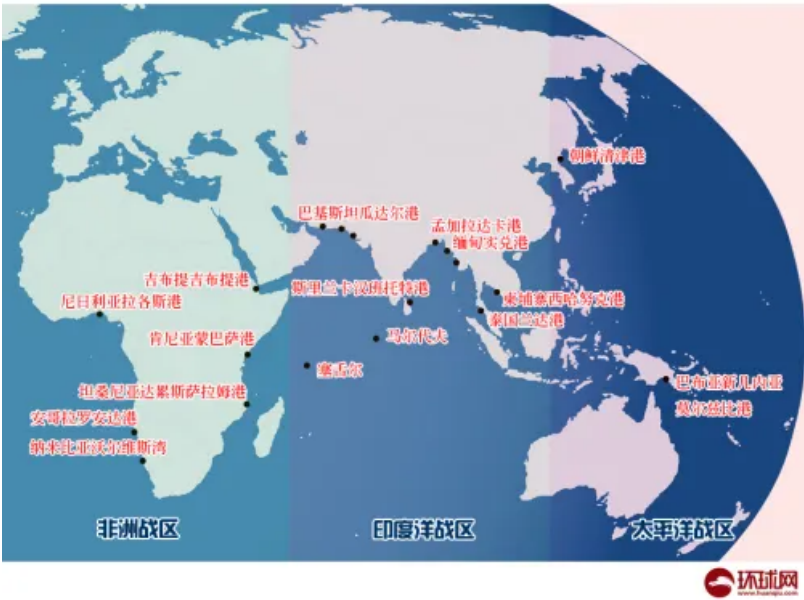 朝鲜清津港
巴基斯坦瓜达尔港
孟加拉达卡港
缅甸实兑港
吉布提吉布提港
斯里兰卡汉班托特港
尼日利亚拉各斯港
柬埔寨西哈努克港
泰国兰达港
肯尼亚蒙巴萨港
马尔代夫
塞舌尔
坦桑尼亚达累斯萨拉姆港
巴布亚新几内亚
莫尔兹比港
安哥拉罗安达港
纳米比亚沃尔维斯湾
非洲战区
印度洋战区
太平洋战区
环球网
www.huanqiu.com